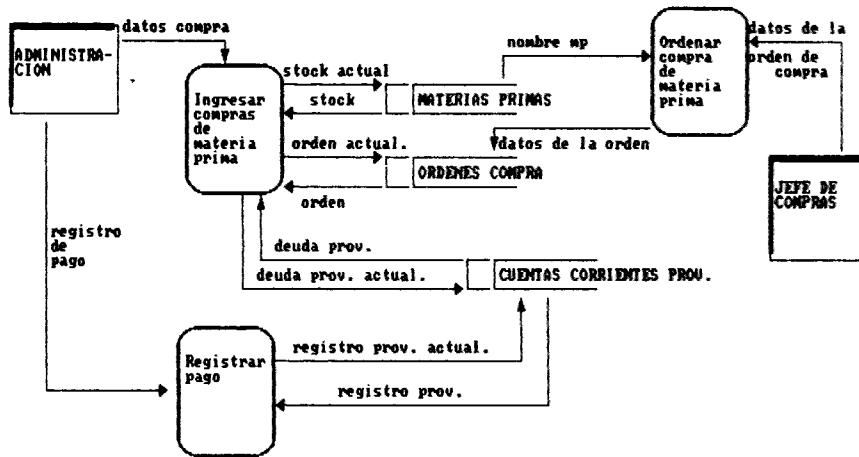 datos compra
ADMINISTRA-
CION
nombre mp
Ordenar
compra
de
materia
prima
datos de la
orden de
compra
stock actual
stock
MATERIAS PRIMAS
Ingresar
compras
de
materia
prima
orden actual.
datos de la orden
ORDENES COMPRA
orden
JEFE DE
COMPRAS
registro
de
pago
deuda prov.
deuda prov. actual.
CUENTAS CORRIENTES PROV.
registro prov. actual.
Registrar
pago
registro prov.